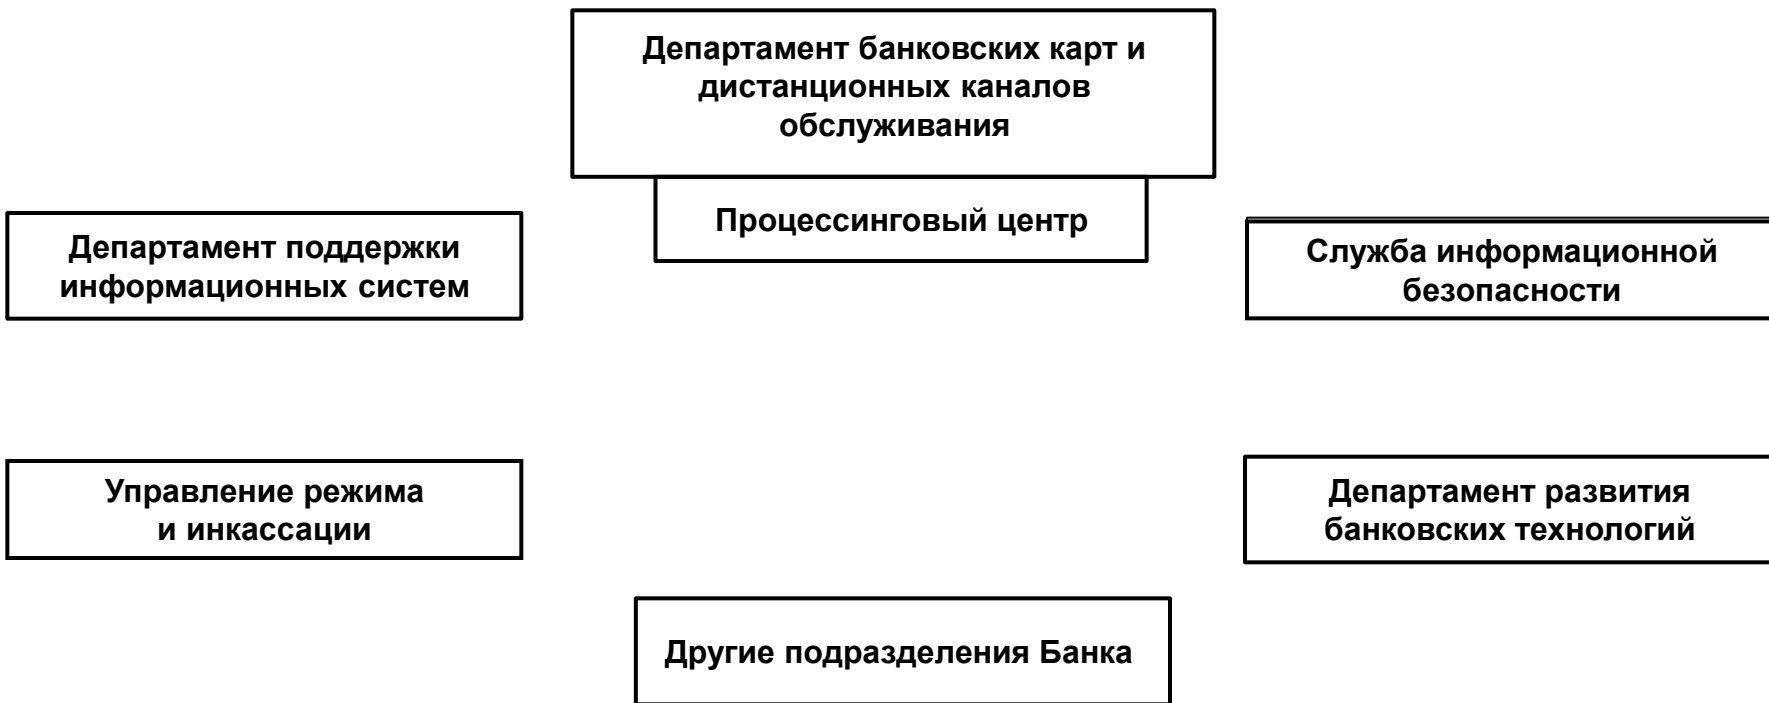 Департамент банковских карт и
дистанционных каналов
обслуживания
Процессинговый центр
Департамент поддержки
информационных систем
Служба информационной
безопасности
Управление режима
и инкассации
Департамент развития
банковских технологий
Другие подразделения Банка